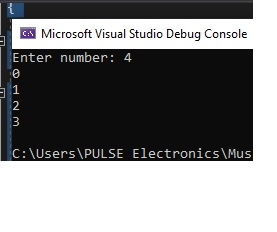 {
C:\
Microsoft Visual Studio Debug Console
Enter number: 4
0
1
2
3
C:\Users\PULSE Electronics\Mus